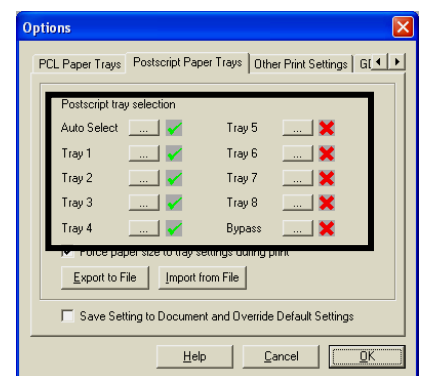 Options
PCL Paper Trays Postscript Paper Trays Other Print Settings
Postscript tray selection
Auto Select ... Tray 5 ...
Tray 1 ... Tray 6 ...
Tray 2 ... Tray 7 ...
Tray 3 ... Tray 8 ...
Tray 4 ... Bypass ...
Force paper size to tray settings during print
Export to File Import from File
Save Setting to Document and Override Default Settings
Help Cancel OK